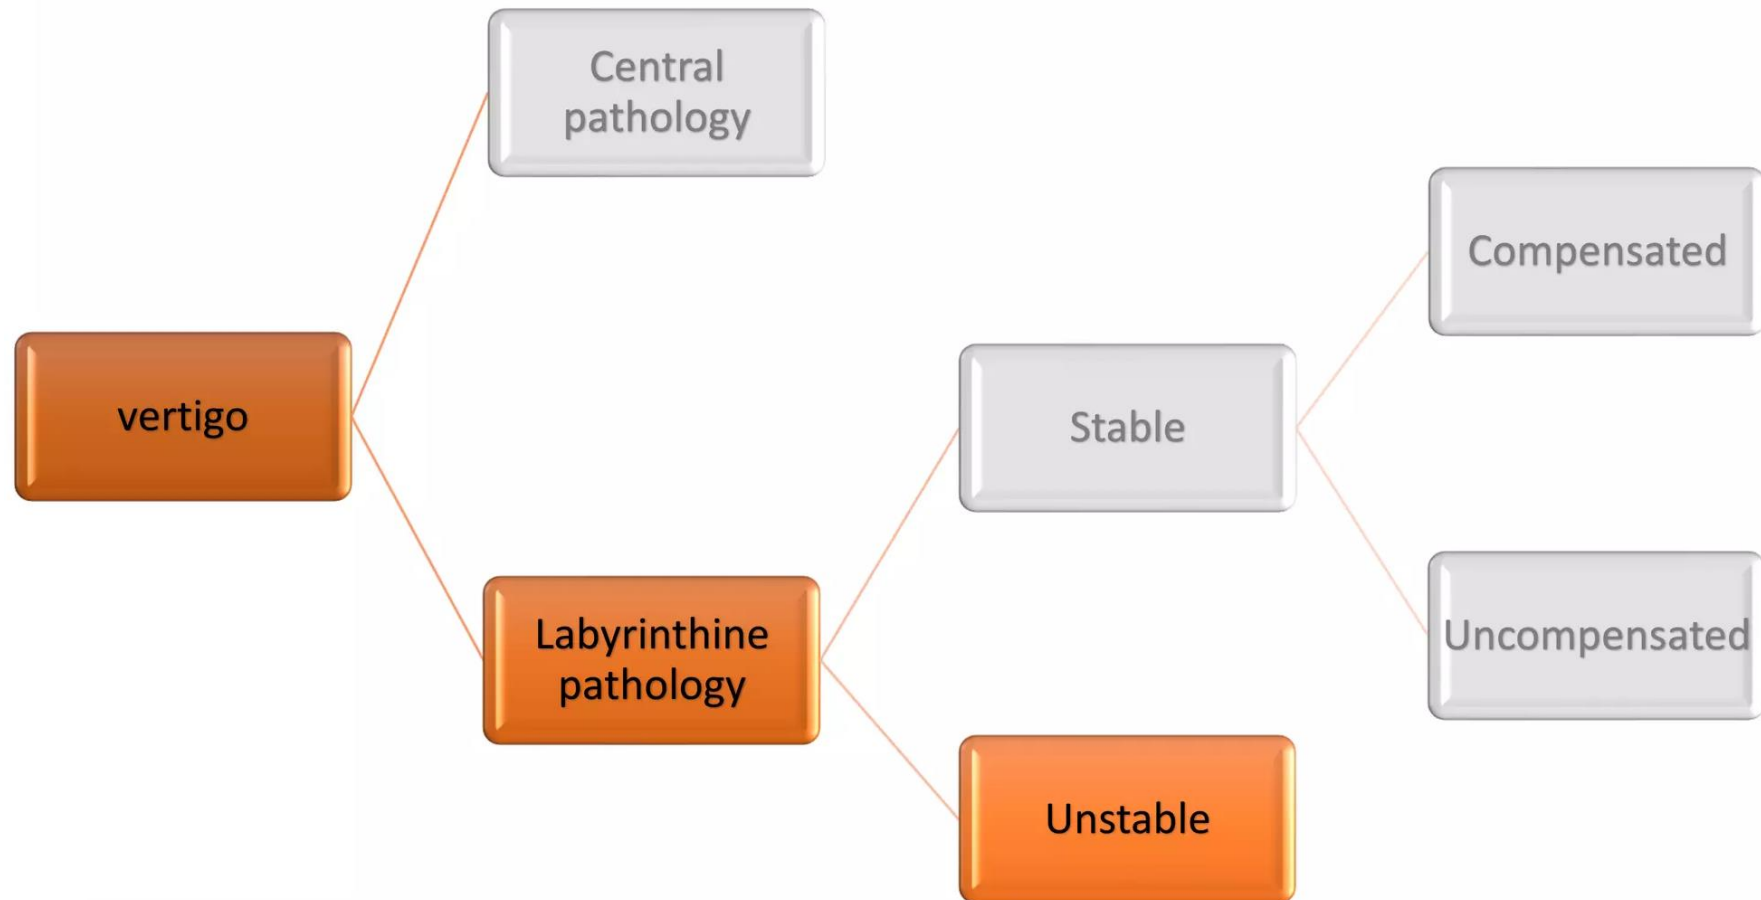 Central
pathology
Compensated
vertigo
Stable
Labyrinthine
pathology
Uncompensated
Unstable